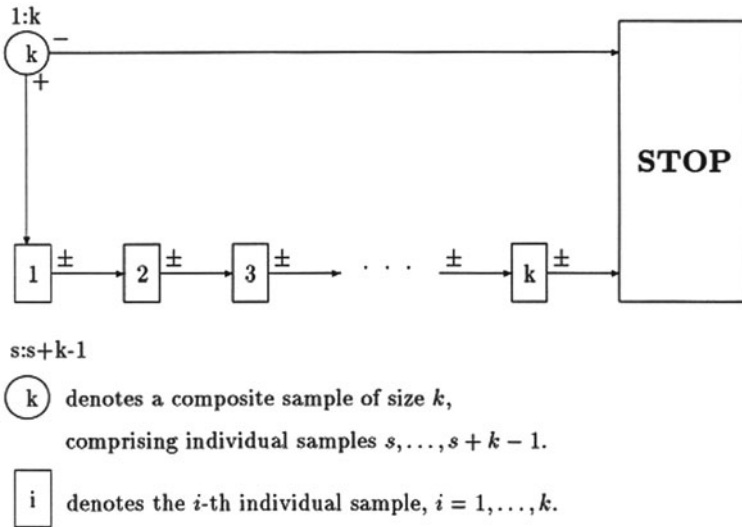 1:k
k
−
+
STOP
1 ± 2 ± 3 ± · · · ± k ±
s:s+k-1
k denotes a composite sample of size k,
comprising individual samples s, . . . , s + k − 1.
i denotes the i-th individual sample, i = 1, . . . , k.